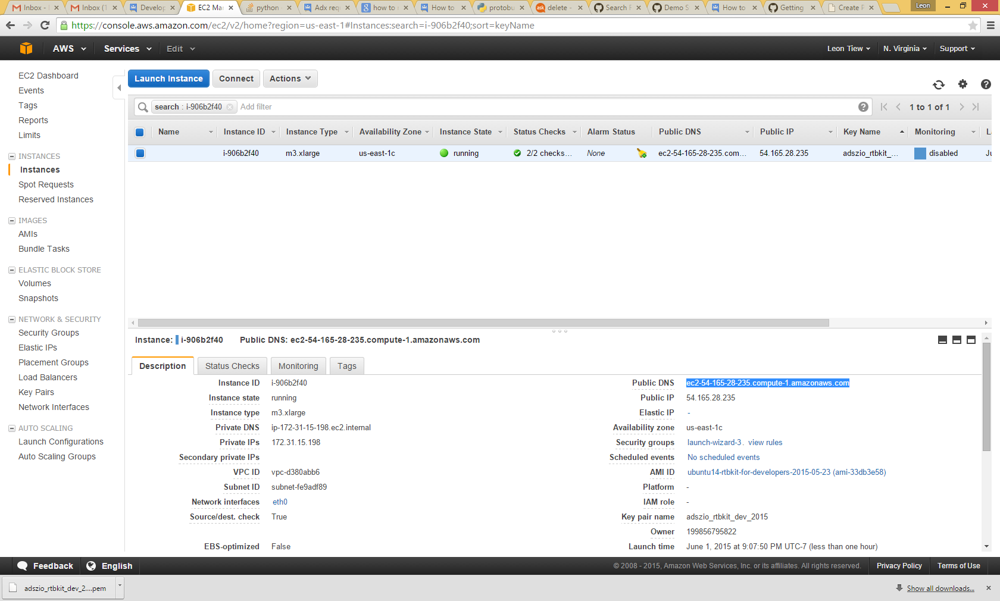 Inbox -
Inbox (1
Develop
EC2 Ma
python
Adx req
how to
How to
protobu
delete -
Search F
Demo S
How to
Getting
Create F
Leon
https://console.aws.amazon.com/ec2/v2/home?region=us-east-1#Instances:search=i-906b2f40;sort=keyName
AWS Services Edit Leon Tiew N. Virginia Support
EC2 Dashboard
Events
Tags
Reports
Limits
INSTANCES
Instances
Spot Requests
Reserved Instances
IMAGES
AMIs
Bundle Tasks
ELASTIC BLOCK STORE
Volumes
Snapshots
NETWORK & SECURITY
Security Groups
Elastic IPs
Placement Groups
Load Balancers
Key Pairs
Network Interfaces
AUTO SCALING
Launch Configurations
Auto Scaling Groups
Launch Instance Connect Actions
search : i-906b2f40 Add filter 1 to 1 of 1
Name Instance ID Instance Type Availability Zone Instance State Status Checks Alarm Status Public DNS Public IP Key Name Monitoring L
i-906b2f40 m3.xlarge us-east-1c running 2/2 checks... None ec2-54-165-28-235.com... 54.165.28.235 adszio_rtbkit_... disabled Ju
Instance: i-906b2f40 Public DNS: ec2-54-165-28-235.compute-1.amazonaws.com
Description Status Checks Monitoring Tags
Instance ID i-906b2f40
Instance state running
Instance type m3.xlarge
Private DNS ip-172-31-15-198.ec2.internal
Private IPs 172.31.15.198
Secondary private IPs
VPC ID vpc-d380abb6
Subnet ID subnet-fe9adf89
Network interfaces eth0
Source/dest. check True
EBS-optimized False
Public DNS ec2-54-165-28-235.compute-1.amazonaws.com
Public IP 54.165.28.235
Elastic IP -
Availability zone us-east-1c
Security groups launch-wizard-3. view rules
Scheduled events No scheduled events
AMI ID ubuntu14-rtbkit-for-developers-2015-05-23 (ami-33db3e58)
Platform -
IAM role -
Key pair name adszio_rtbkit_dev_2015
Owner 199856795822
Launch time June 1, 2015 at 9:07:50 PM UTC-7 (less than one hour)
Feedback English © 2008 - 2015, Amazon Web Services, Inc. or its affiliates. All rights reserved. Privacy Policy Terms of Use
adszio_rtbkit_dev_2....pem Show all downloads...